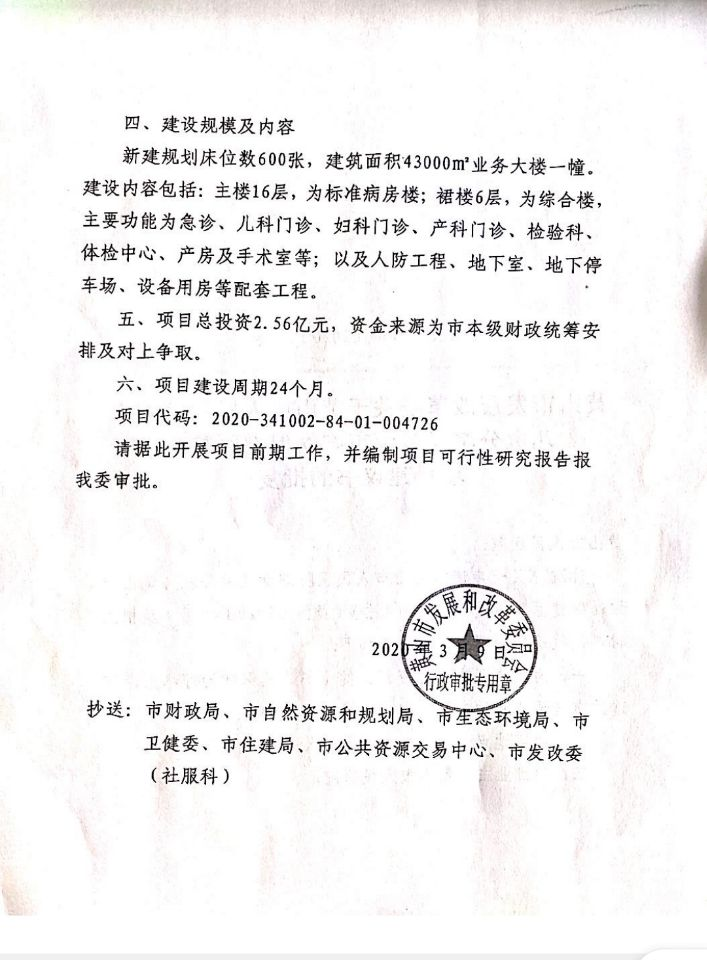 四、建设规模及内容
新建规划床位数600张，建筑面积43000㎡业务大楼一幢。
建设内容包括：主楼16层，为标准病房楼；裙楼6层，为综合楼，
主要功能为急诊、儿科门诊、妇科门诊、产科门诊、检验科、
体检中心、产房及手术室等；以及人防工程、地下室、地下停
车场、设备用房等配套工程。
五、项目总投资2.56亿元，资金来源为市本级财政统筹安
排及对上争取。
六、项目建设周期24个月。
项目代码：2020-341002-84-01-004726
请据此开展项目前期工作，并编制项目可行性研究报告报
我委审批。
黄山市发展和改革委员会
2020年3月9日
行政审批专用章
抄送：市财政局、市自然资源和规划局、市生态环境局、市
卫健委、市住建局、市公共资源交易中心、市发改委
（社服科）